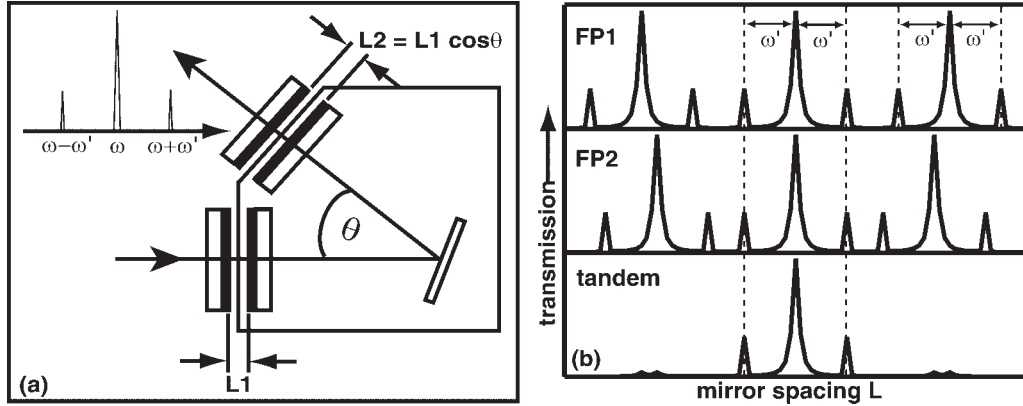 L2 = L1 cosθ
ω−ω' ω ω+ω'
θ
L1
(a)
FP1
ω' ω' ω' ω'
FP2
tandem
transmission
(b)
mirror spacing L